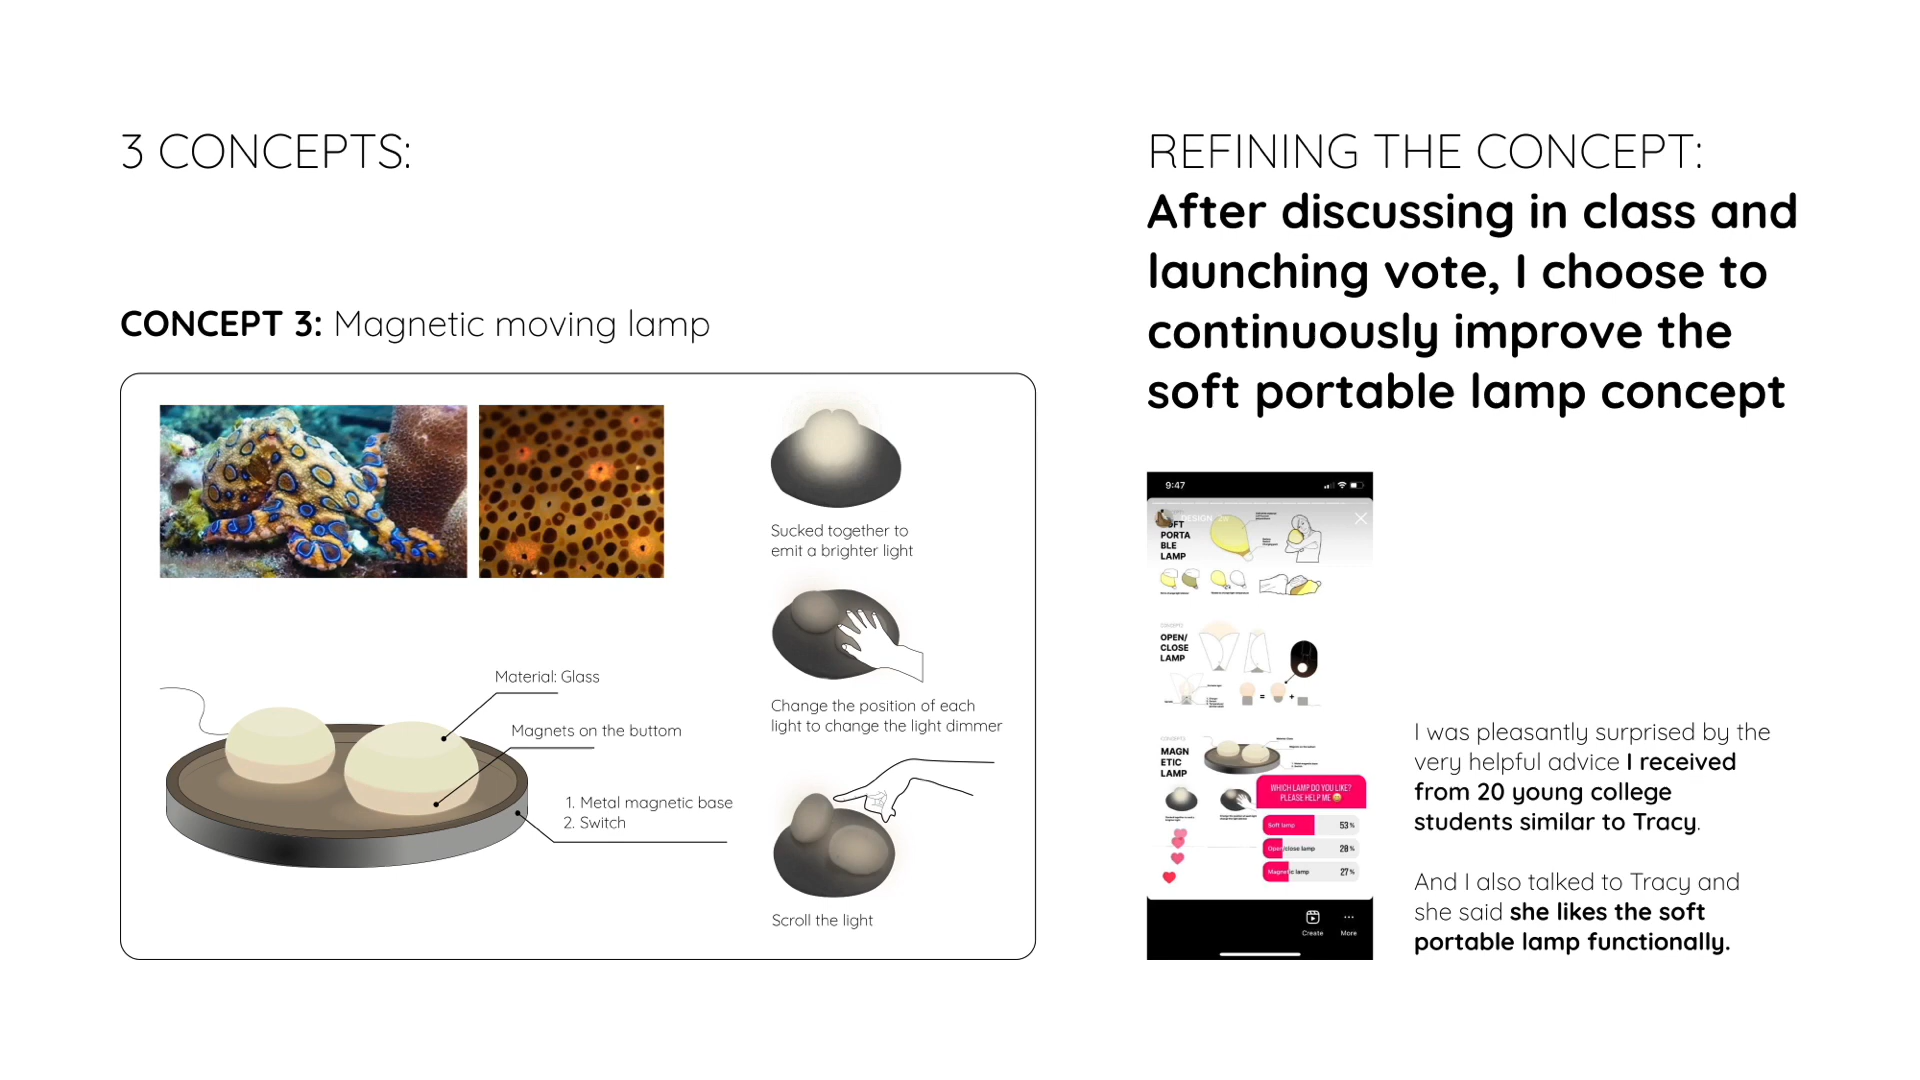 3 CONCEPTS:
CONCEPT 3: Magnetic moving lamp
Sucked together to
emit a brighter light
Change the position of each
light to change the light dimmer
Scroll the light
Material: Glass
Magnets on the buttom
1. Metal magnetic base
2. Switch
REFINING THE CONCEPT:
After discussing in class and
launching vote, I choose to
continuously improve the
soft portable lamp concept
9:47
PORTA
BLE
LAMP
OPEN/
CLOSE
LAMP
MAGN
ETIC
LAMP
WHICH LAMP DO YOU LIKE?
PLEASE HELP ME
Soft lamp 53%
Open/close lamp 20%
Magnetic lamp 27%
Create More
I was pleasantly surprised by the
very helpful advice I received
from 20 young college
students similar to Tracy.
And I also talked to Tracy and
she said she likes the soft
portable lamp functionally.